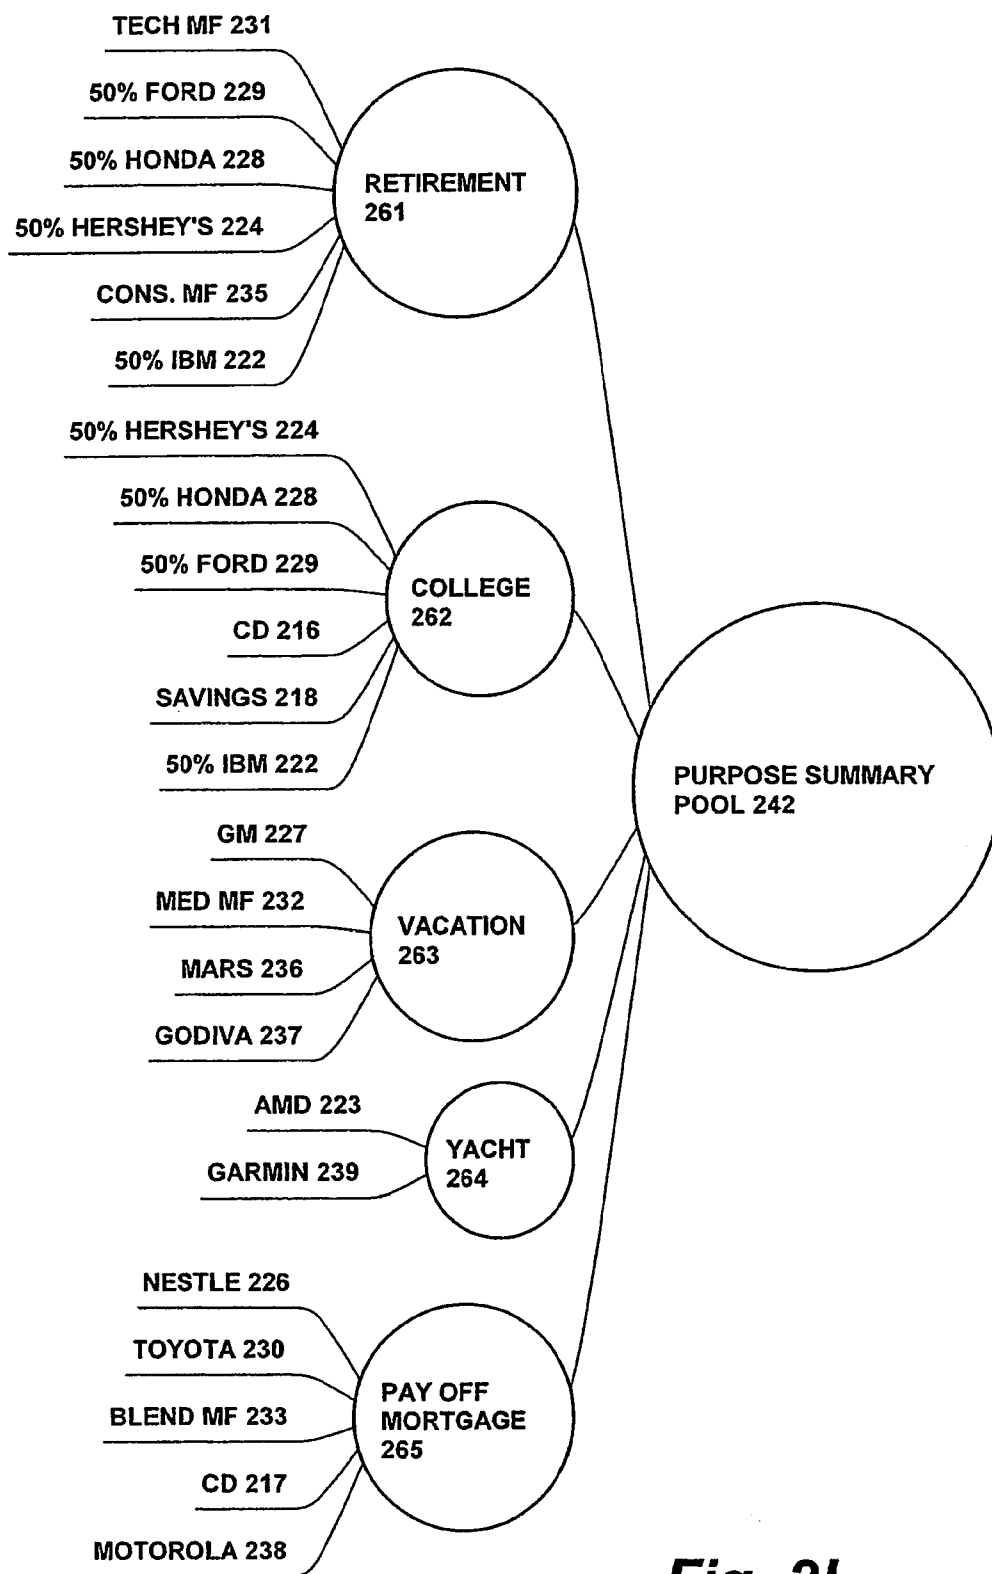 TECH MF 231
50% FORD 229
50% HONDA 228
50% HERSHEY'S 224
CONS. MF 235
50% IBM 222
RETIREMENT
261
50% HERSHEY'S 224
50% HONDA 228
50% FORD 229
CD 216
SAVINGS 218
50% IBM 222
COLLEGE
262
PURPOSE SUMMARY
POOL 242
GM 227
MED MF 232
MARS 236
GODIVA 237
VACATION
263
AMD 223
GARMIN 239
YACHT
264
NESTLE 226
TOYOTA 230
BLEND MF 233
CD 217
MOTOROLA 238
PAY OFF
MORTGAGE
265